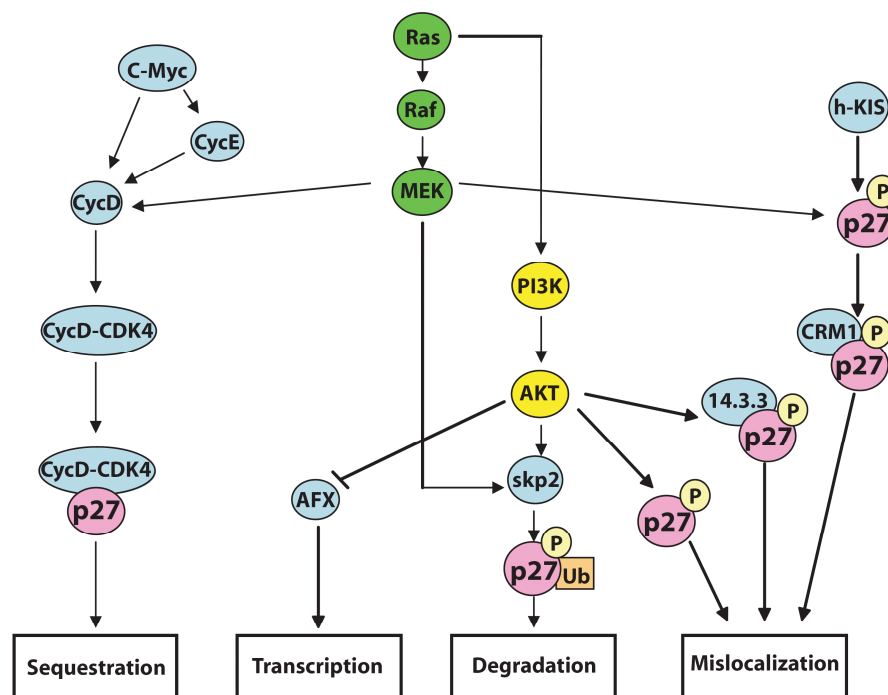 Ras
C-Myc
Raf
h-KIS
CycE
P
MEK
CycD
p27
PI3K
CycD-CDK4
CRM1
P
p27
AKT
14.3.3
P
p27
CycD-CDK4
skp2
AFX
P
p27
p27
P
p27
Ub
Sequestration
Transcription
Degradation
Mislocalization